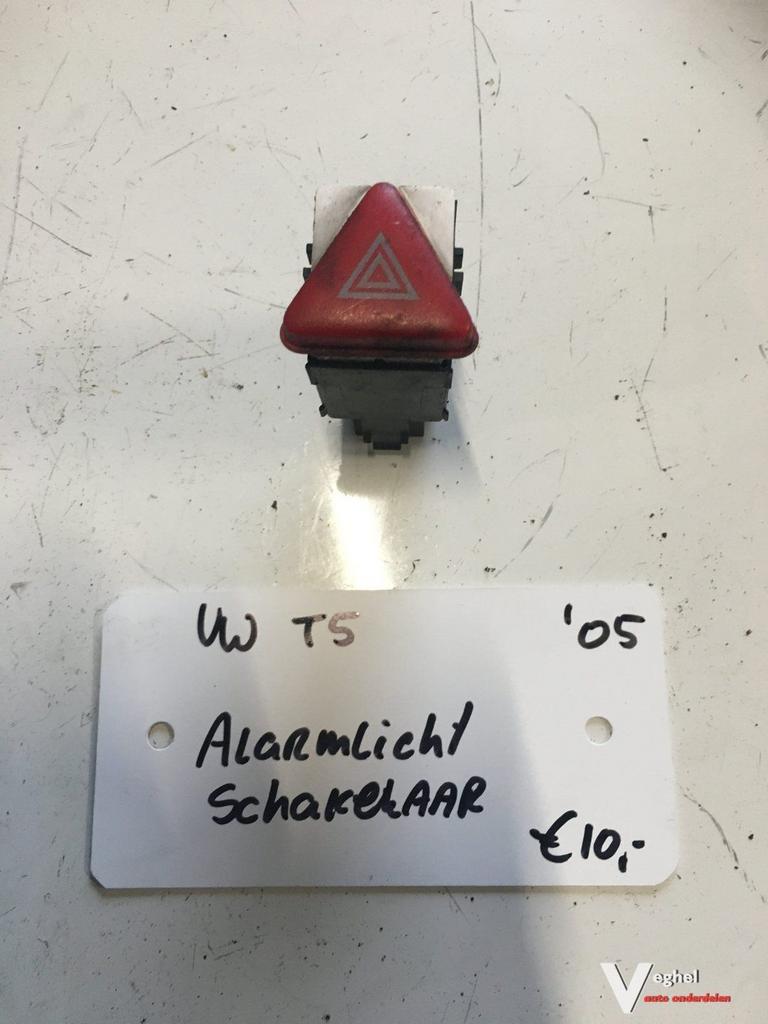 VW T5 '05
Alarmlicht
SchakelAAR
€10,-
Veghel
auto onderdelen